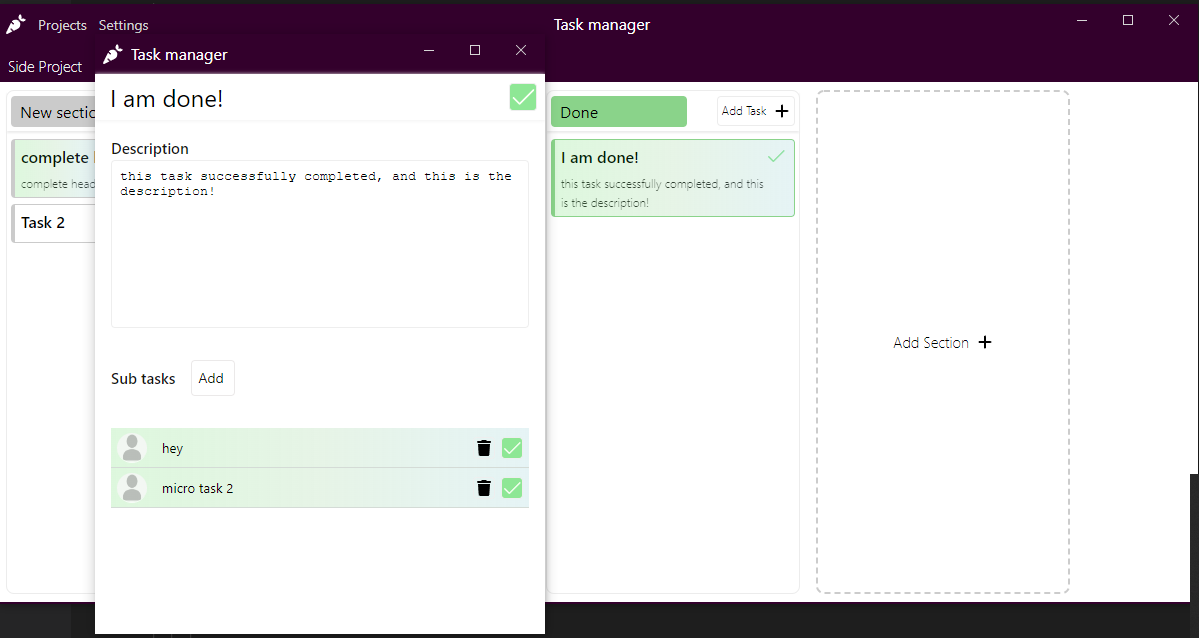 Projects Settings
Task manager
Side Project
Task manager
New sectio
complete
complete head
Task 2
I am done!
Description
this task successfully completed, and this is the
description!
Sub tasks
Add
hey
micro task 2
Done
Add Task
I am done!
this task successfully completed, and this
is the description!
Add Section